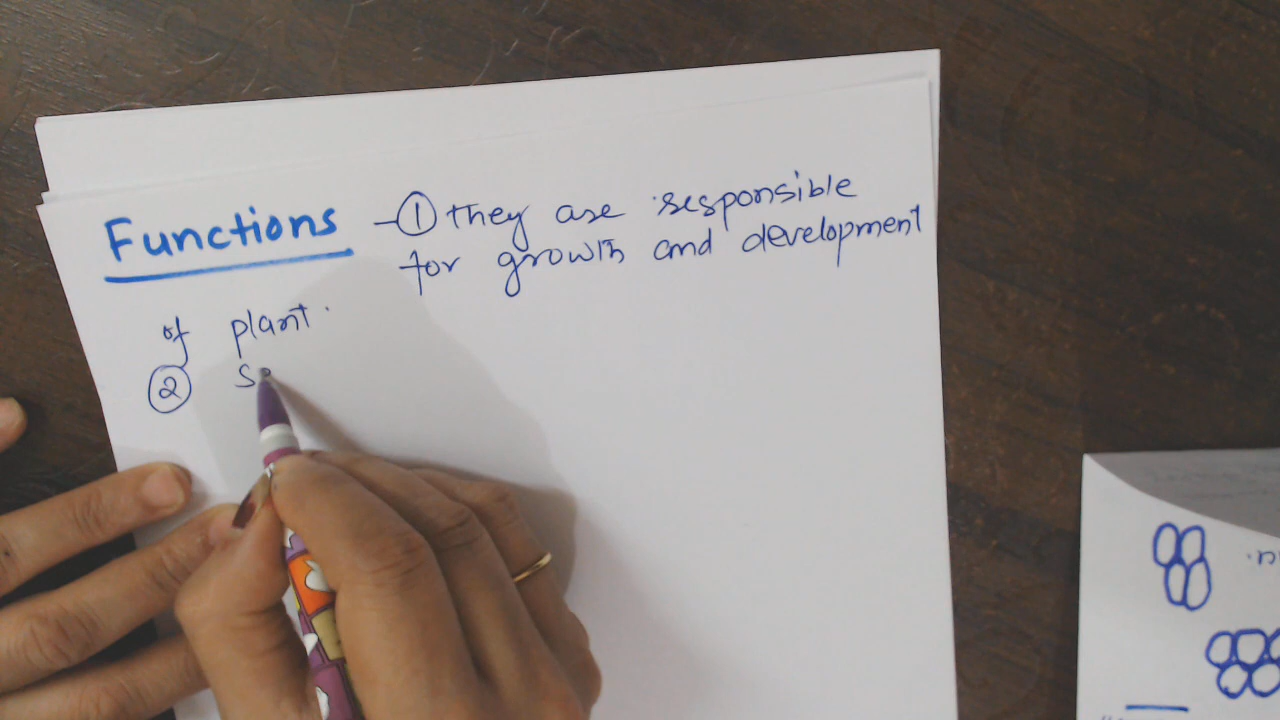 Functions - ① they are responsible
for growth and development
of plant.
②